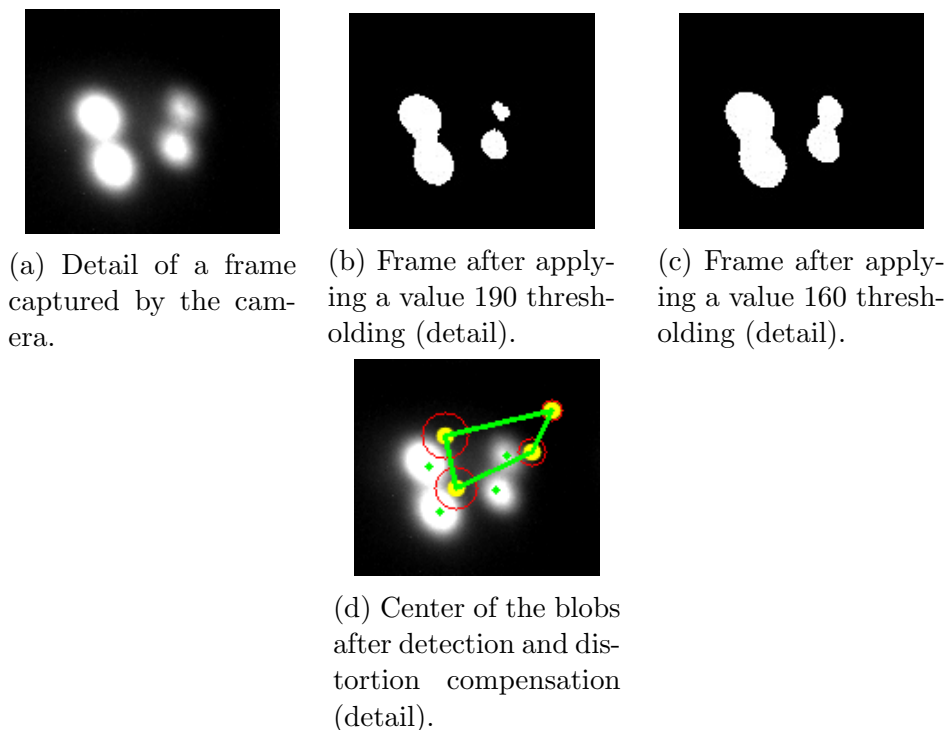 (a) Detail of a frame
captured by the cam-
era.
(b) Frame after apply-
ing a value 190 thresh-
olding (detail).
(c) Frame after apply-
ing a value 160 thresh-
olding (detail).
(d) Center of the blobs
after detection and dis-
tortion compensation
(detail).